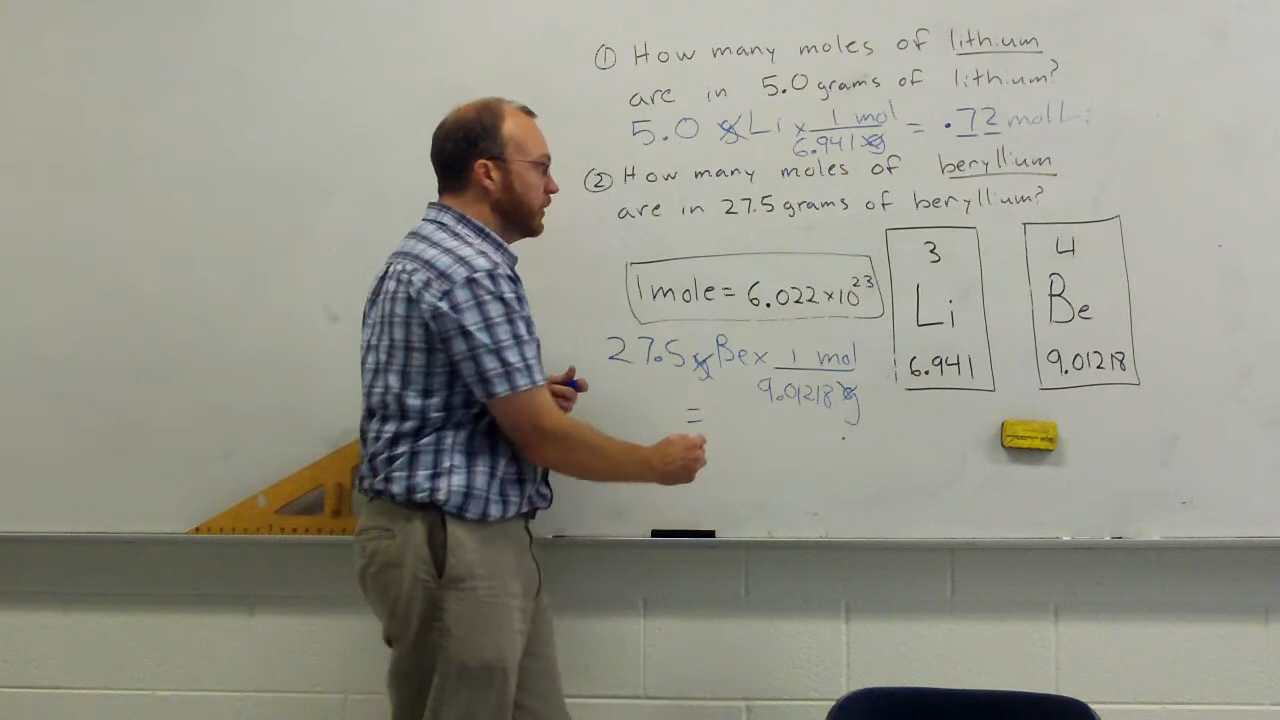 ① How many moles of lithium
are in 5.0 grams of lithium?
5.0 g Li x 1 mol / 6.941 g = .72 mol Li
② How many moles of beryllium
are in 27.5 grams of beryllium?
1 mole = 6.022 x 10²³
3
Li
6.941
4
Be
9.01218
27.5 g Be x 1 mol / 9.01218 g
=